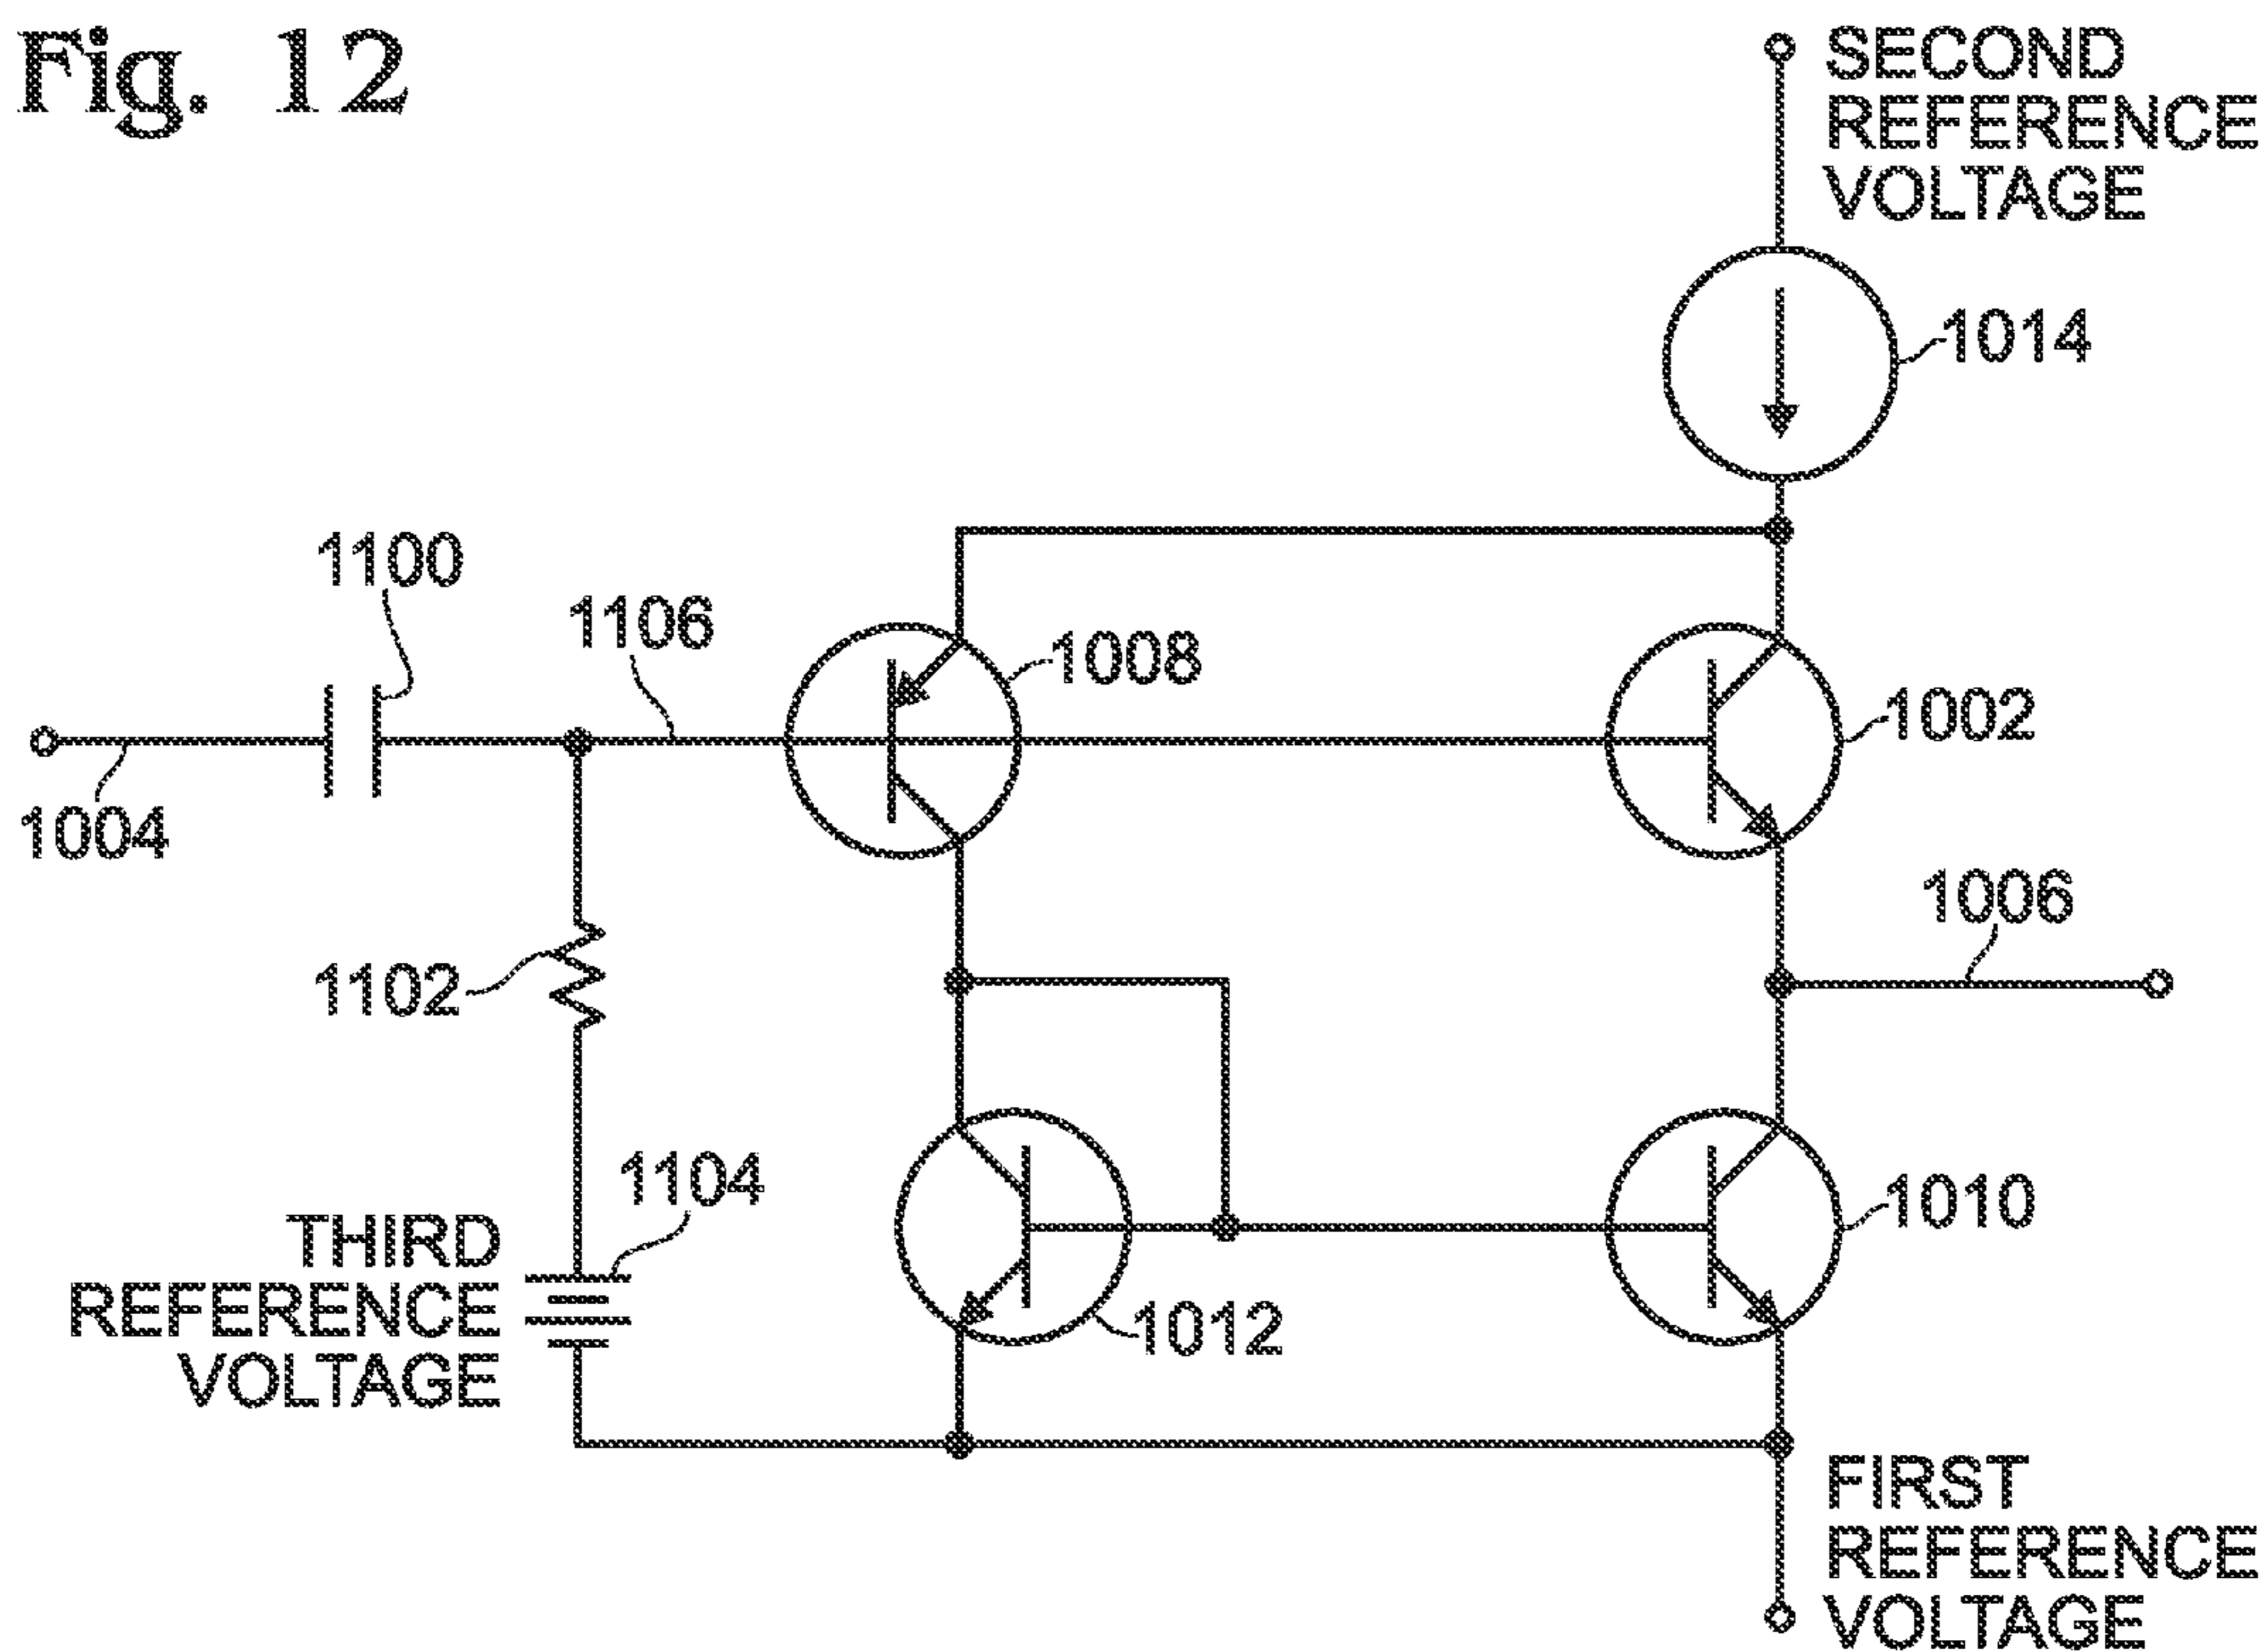 Fig. 12
SECOND
REFERENCE
VOLTAGE
1014
1100
1106
1008
1002
1004
1006
1102
1104
1010
THIRD
REFERENCE
VOLTAGE
1012
FIRST
REFERENCE
VOLTAGE